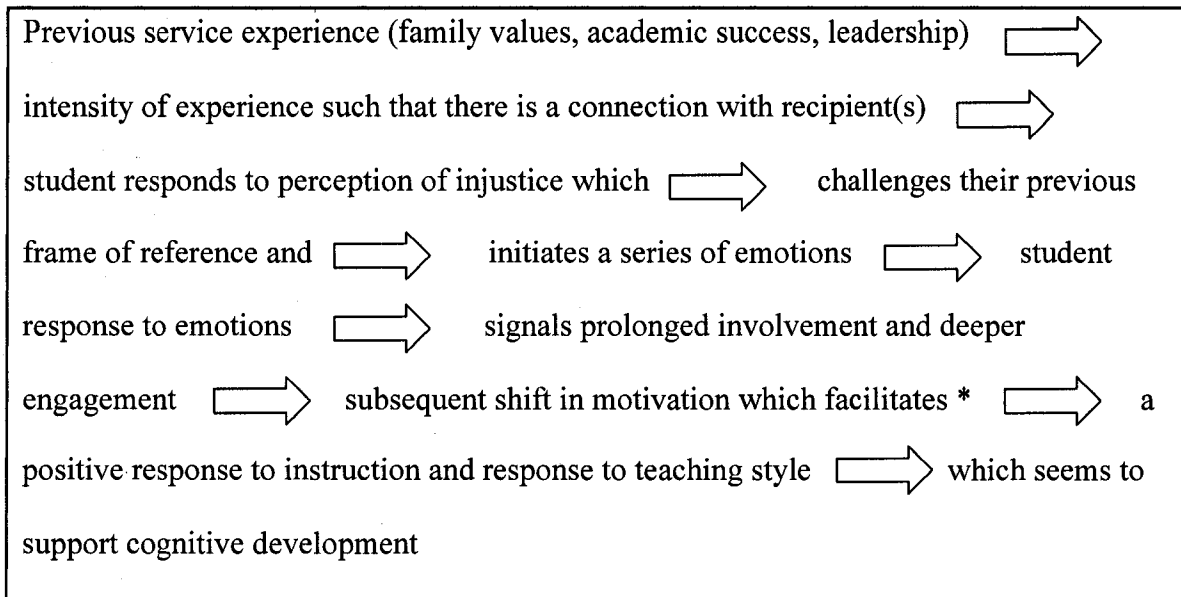 Previous service experience (family values, academic success, leadership)
intensity of experience such that there is a connection with recipient(s)
student responds to perception of injustice which challenges their previous
frame of reference and initiates a series of emotions student
response to emotions signals prolonged involvement and deeper
engagement subsequent shift in motivation which facilitates * a
positive response to instruction and response to teaching style which seems to
support cognitive development